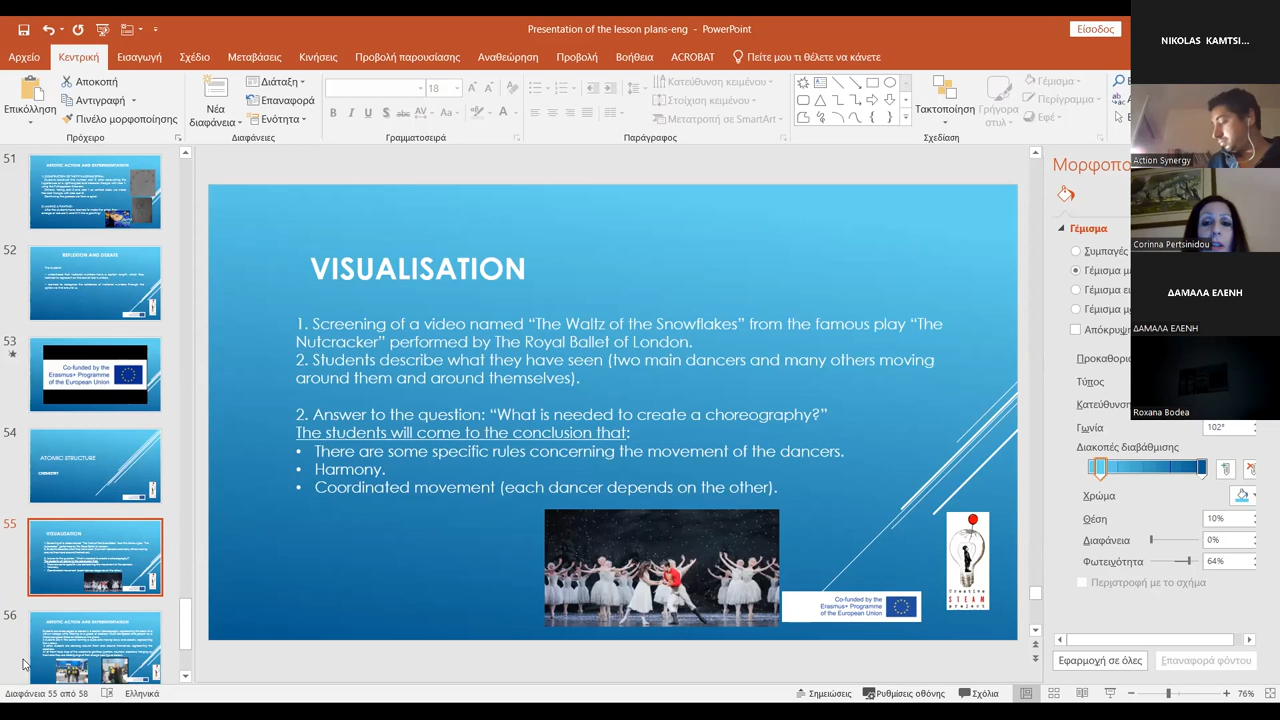 Presentation of the lesson plans-eng - PowerPoint
Είσοδος
Αρχείο Κεντρική Εισαγωγή Σχέδιο Μεταβάσεις Κινήσεις Προβολή παρουσίασης Αναθεώρηση Προβολή Βοήθεια ACROBAT Πείτε μου τι θέλετε να κάνετε
Επικόλληση
Αποκοπή
Αντιγραφή
Πινέλο μορφοποίησης
Πρόχειρο
Νέα
διαφάνεια
Διάταξη
Επαναφορά
Ενότητα
Διαφάνειες
18
Γραμματοσειρά
Κατεύθυνση κειμένου
Στοίχιση κειμένου
Μετατροπή σε SmartArt
Παράγραφος
Τακτοποίηση
Γρήγορα
στυλ
Γέμισμα
Περίγραμμα
Εφέ
Σχεδίαση
NIKOLAS KAMTSI...
Action Synergy
Corinna Pertsinidou
ΔΑΜΑΛΑ ΕΛΕΝΗ
ΔΑΜΑΛΑ ΕΛΕΝΗ
Roxana Bodea
51
ARTISTIC ACTION AND EXPERIMENTATION
52
REFLEXION AND DEBATE
53
Co-funded by the
Erasmus+ Programme
of the European Union
54
ATOMIC STRUCTURE
CHEMISTRY
55
VISUALISATION
56
ARTISTIC ACTION AND EXPERIMENTATION
VISUALISATION
1. Screening of a video named “The Waltz of the Snowflakes” from the famous play “The
Nutcracker” performed by The Royal Ballet of London.
2. Students describe what they have seen (two main dancers and many others moving
around them and around themselves).
2. Answer to the question: “What is needed to create a choreography?”
The students will come to the conclusion that:
• There are some specific rules concerning the movement of the dancers.
• Harmony.
• Coordinated movement (each dancer depends on the other).
Co-funded by the
Erasmus+ Programme
of the European Union
Creative
STEAM
Project
Μορφοπο
Γέμισμα
Συμπαγές
Γέμισμα με
Γέμισμα ει
Γέμισμα με
Απόκρυψη
Προκαθορι
Τύπος
Κατεύθυνσ
Γωνία 102°
Διακοπές διαβάθμισης
Χρώμα
Θέση 10%
Διαφάνεια 0%
Φωτεινότητα 64%
Περιστροφή με το σχήμα
Εφαρμογή σε όλες Επαναφορά φόντου
Διαφάνεια 55 από 58 Ελληνικά
Σημειώσεις Ρυθμίσεις οθόνης Σχόλια 76%